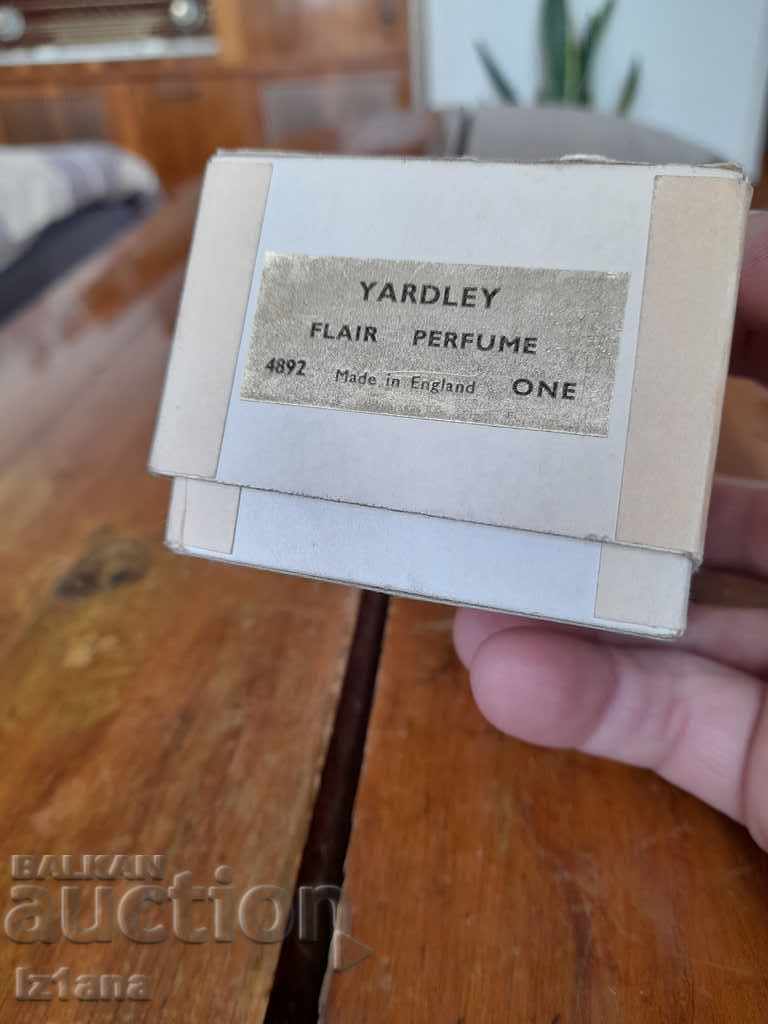 YARDLEY
FLAIR PERFUME
4892 Made in England ONE
BALKAN
auction
Iz1ana